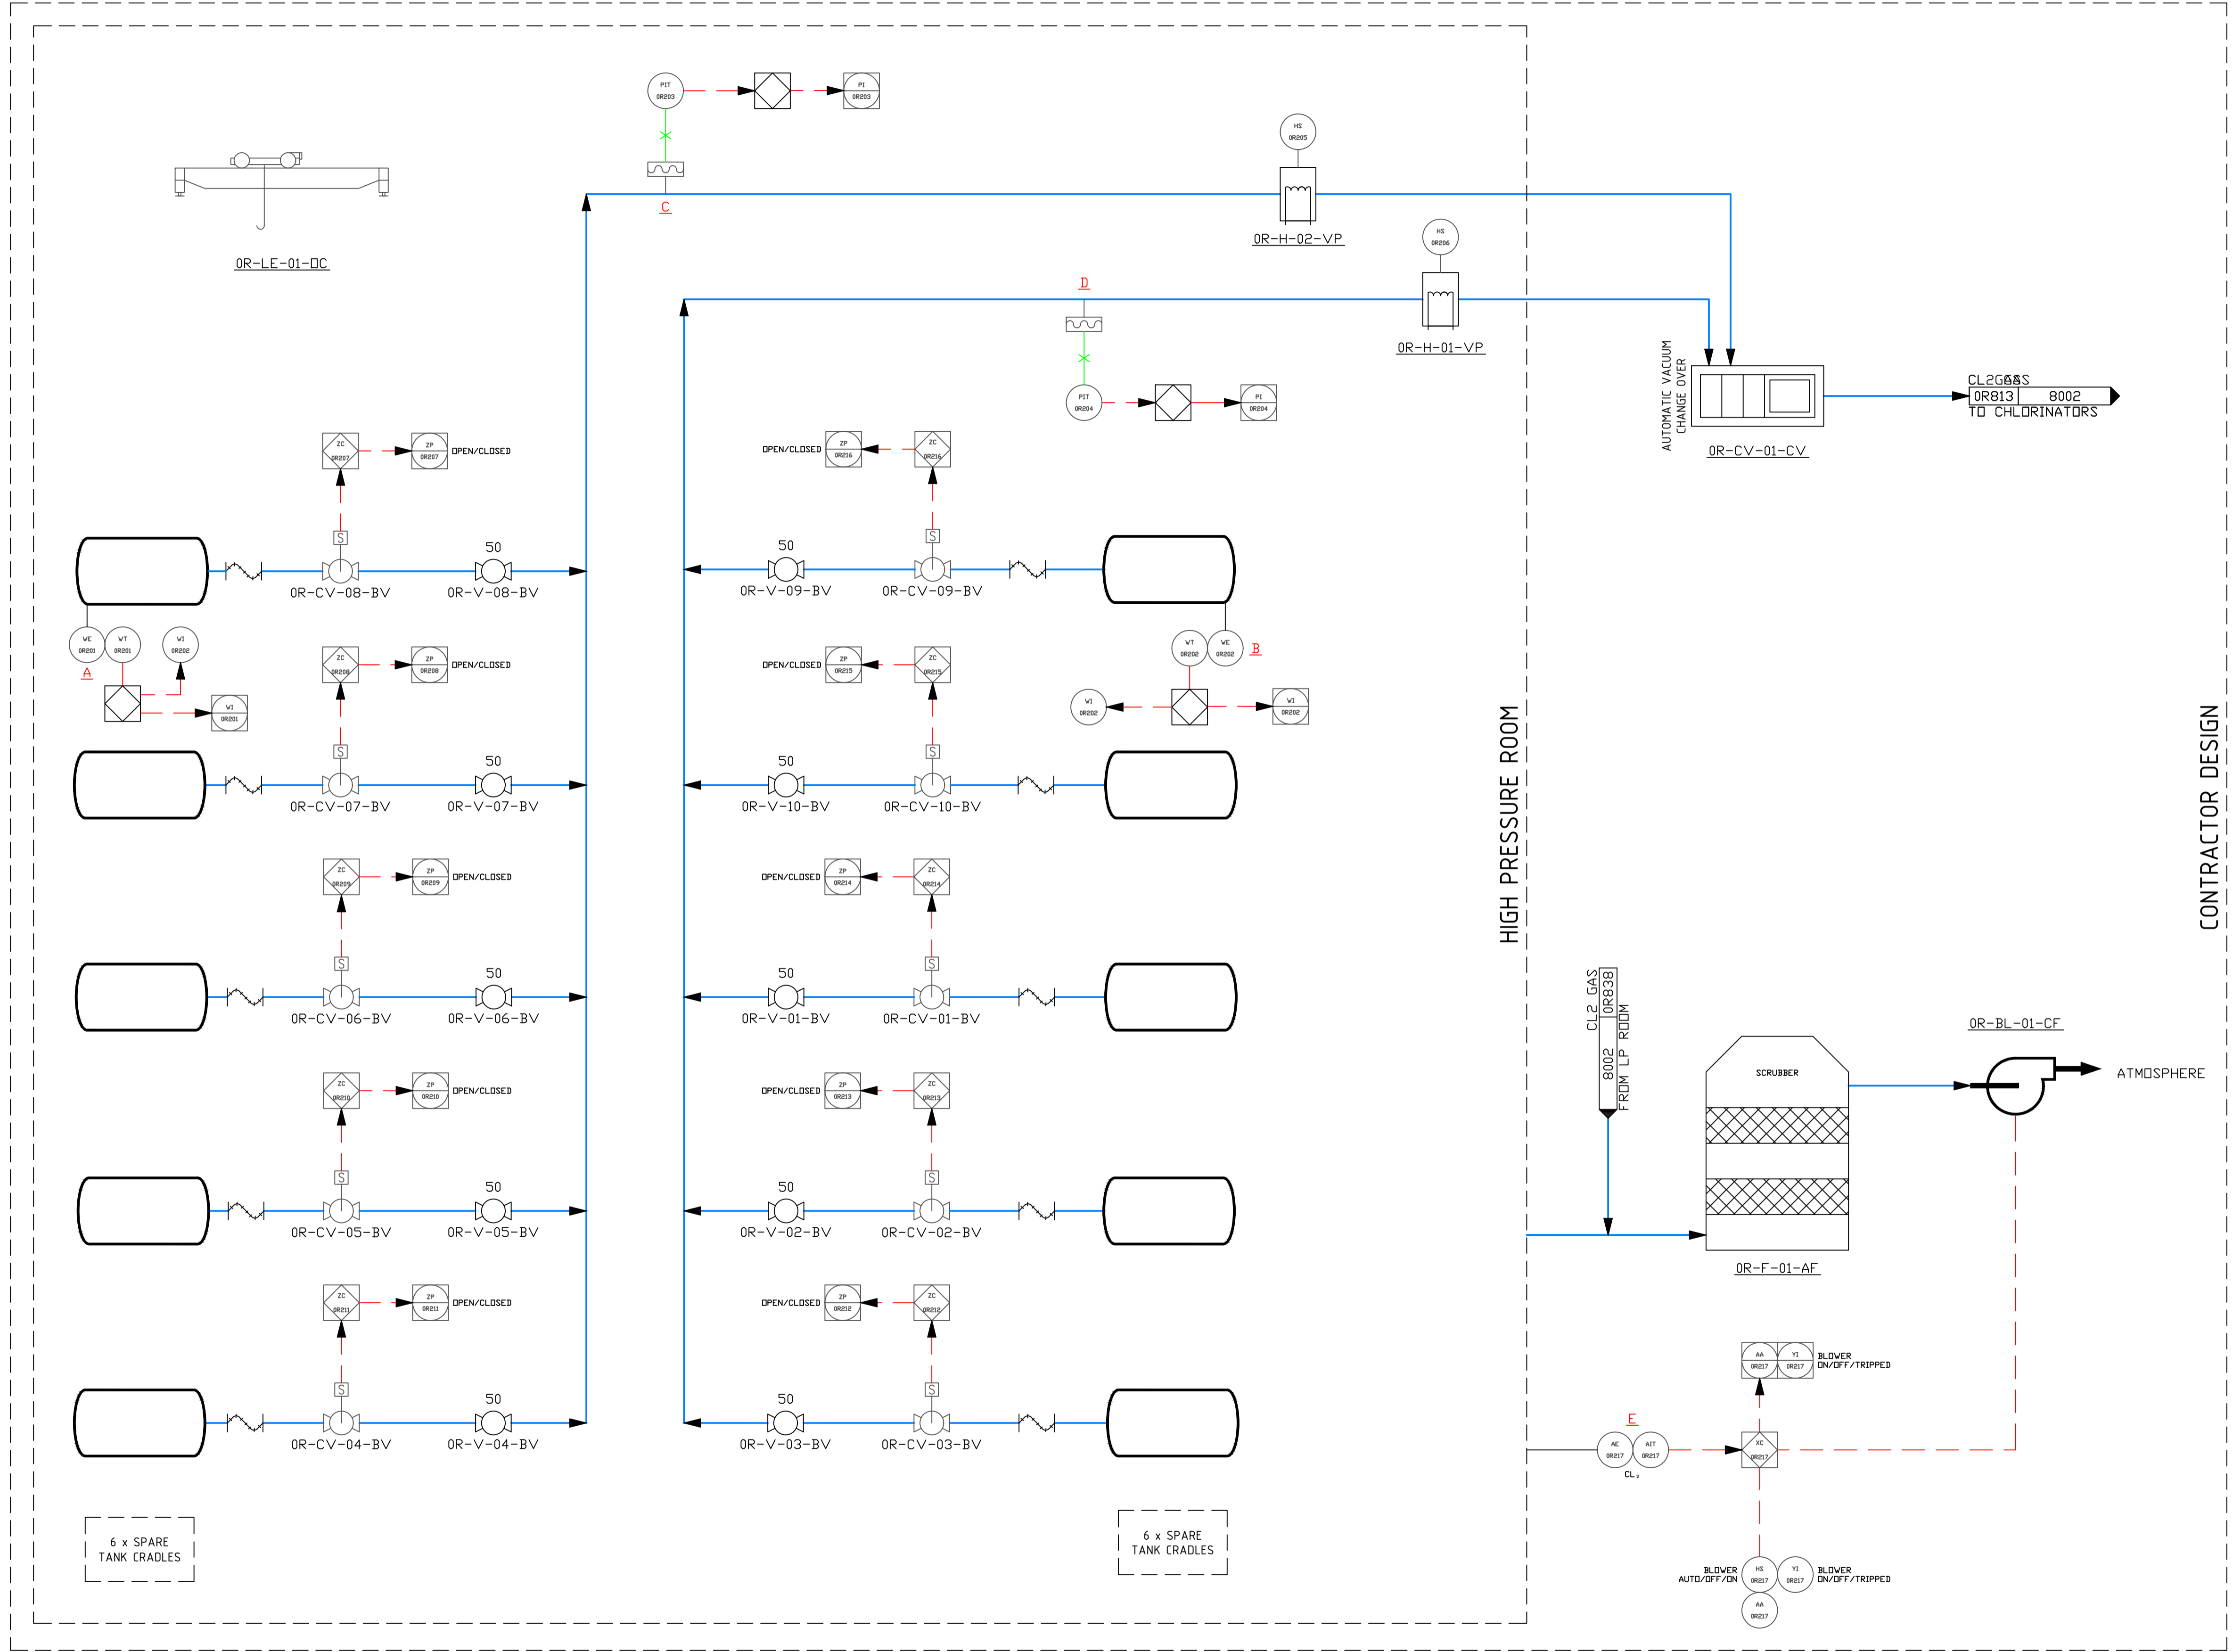 PIT
0R203
PI
0R203
C
HS
0R205
0R-H-02-VP
0R-LE-01-OC
HS
0R206
0R-H-01-VP
D
PIT
0R204
PI
0R204
AUTOMATIC VACUUM
CHANGE OVER
0R-CV-01-CV
CL2 GAS
0R813 8002
TO CHLORINATORS
ZC
0R207
ZP
0R207
OPEN/CLOSED
S
50
0R-CV-08-BV
0R-V-08-BV
OPEN/CLOSED
ZP
0R216
ZC
0R216
S
50
0R-V-09-BV
0R-CV-09-BV
WE
0R201
WT
0R201
WI
0R202
A
WI
0R201
ZC
0R208
ZP
0R208
OPEN/CLOSED
S
50
0R-CV-07-BV
0R-V-07-BV
OPEN/CLOSED
ZP
0R215
ZC
0R215
S
50
0R-V-10-BV
0R-CV-10-BV
WT
0R202
WE
0R202
B
WI
0R202
WI
0R202
ZC
0R209
ZP
0R209
OPEN/CLOSED
S
50
0R-CV-06-BV
0R-V-06-BV
OPEN/CLOSED
ZP
0R214
ZC
0R214
S
50
0R-V-01-BV
0R-CV-01-BV
ZC
0R210
ZP
0R210
OPEN/CLOSED
S
50
0R-CV-05-BV
0R-V-05-BV
OPEN/CLOSED
ZP
0R213
ZC
0R213
S
50
0R-V-02-BV
0R-CV-02-BV
ZC
0R211
ZP
0R211
OPEN/CLOSED
S
50
0R-CV-04-BV
0R-V-04-BV
OPEN/CLOSED
ZP
0R212
ZC
0R212
S
50
0R-V-03-BV
0R-CV-03-BV
6 x SPARE
TANK CRADLES
6 x SPARE
TANK CRADLES
HIGH PRESSURE ROOM
CONTRACTOR DESIGN
CL2 GAS
8002 0R838
FROM LP ROOM
SCRUBBER
0R-F-01-AF
0R-BL-01-CF
ATMOSPHERE
AA
0R217
YI
0R217
BLOWER
ON/OFF/TRIPPED
E
AE
0R217
AIT
0R217
CL₂
XC
0R217
BLOWER
AUTO/OFF/ON
HS
0R217
YI
0R217
BLOWER
ON/OFF/TRIPPED
AA
0R217